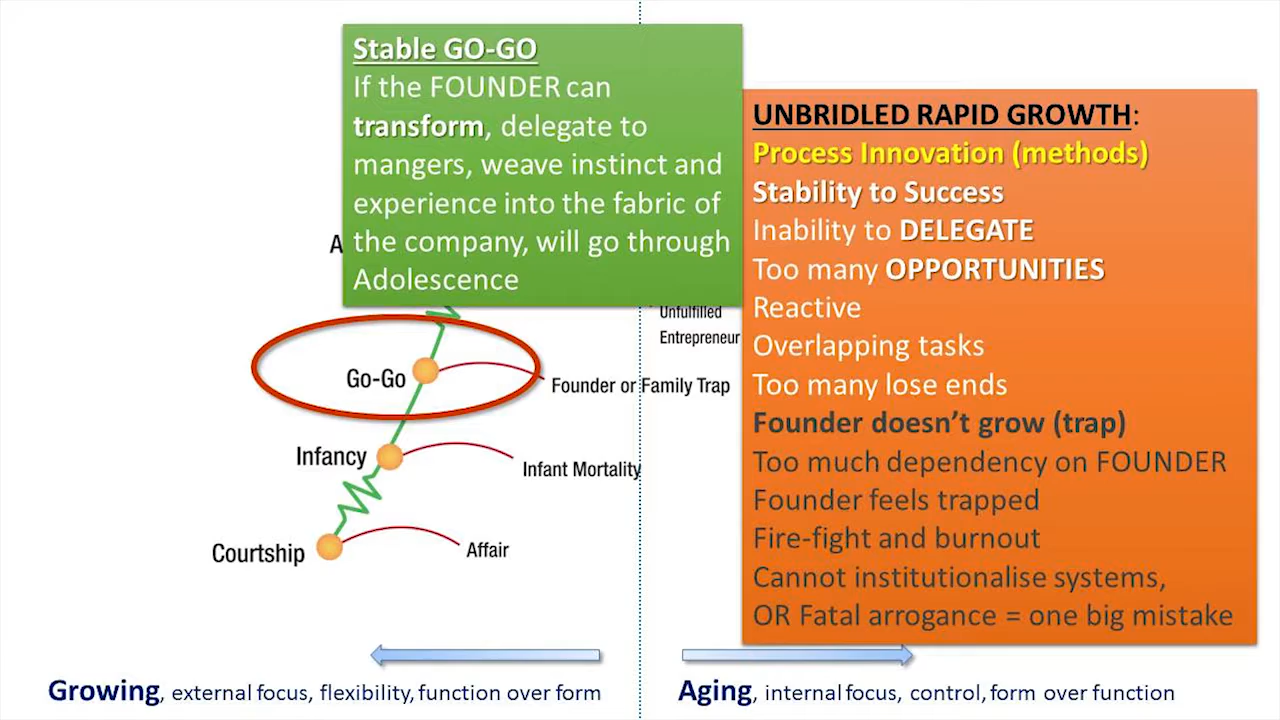 Stable GO-GO
If the FOUNDER can
transform, delegate to
mangers, weave instinct and
experience into the fabric of
the company, will go through
Adolescence
UNBRIDLED RAPID GROWTH:
Process Innovation (methods)
Stability to Success
Inability to DELEGATE
Too many OPPORTUNITIES
Reactive
Overlapping tasks
Too many lose ends
Founder doesn't grow (trap)
Too much dependency on FOUNDER
Founder feels trapped
Fire-fight and burnout
Cannot institutionalise systems,
OR Fatal arrogance = one big mistake
A
Unfulfilled
Entrepreneur
Go-Go
Founder or Family Trap
Infancy
Infant Mortality
Courtship
Affair
Growing, external focus, flexibility, function over form
Aging, internal focus, control, form over function